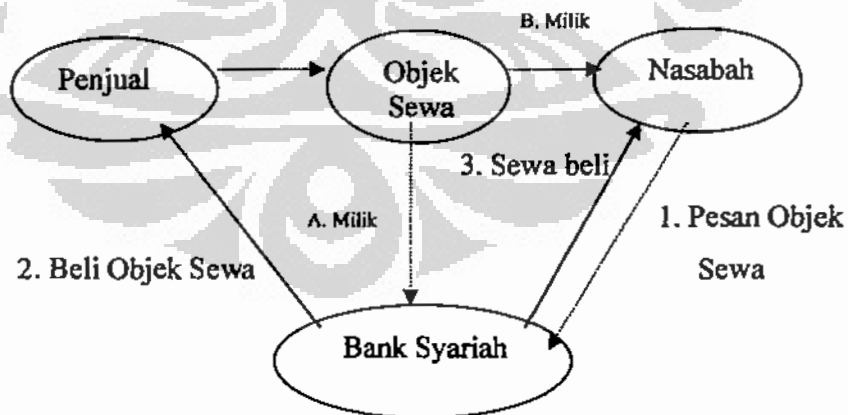 B. Milik
Penjual
Objek
Sewa
Nasabah
3. Sewa beli
1. Pesan Objek
Sewa
A. Milik
2. Beli Objek Sewa
Bank Syariah